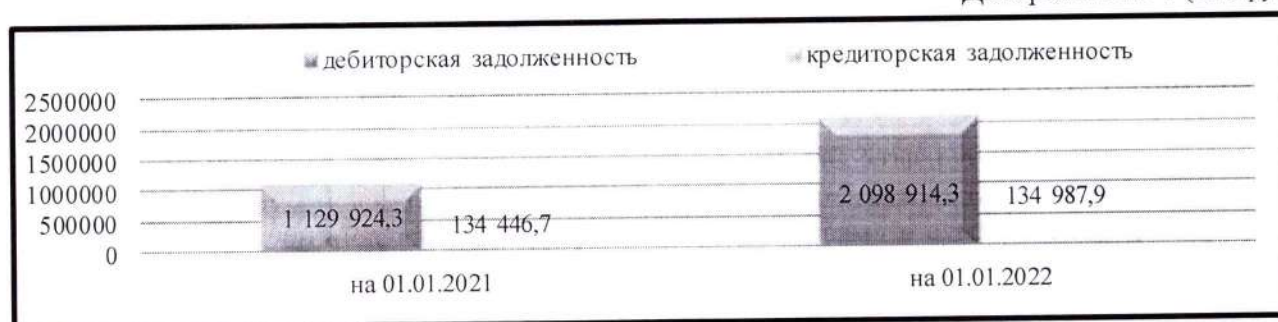 дебиторская задолженность кредиторская задолженность
2500000
2000000
1500000
1000000
500000
0
1 129 924,3 134 446,7
2 098 914,3 134 987,9
на 01.01.2021 на 01.01.2022